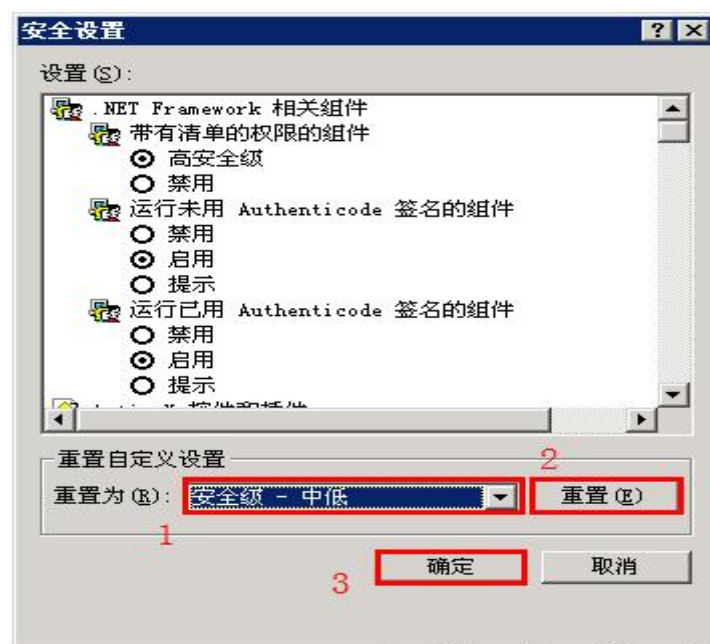 安全设置
设置(S):
.NET Framework 相关组件
带有清单的权限的组件
高安全级
禁用
运行未用 Authenticode 签名的组件
禁用
启用
提示
运行已用 Authenticode 签名的组件
禁用
启用
提示
重置自定义设置
2
重置为(R): 安全级 - 中低 重置(E)
1
确定 取消
3